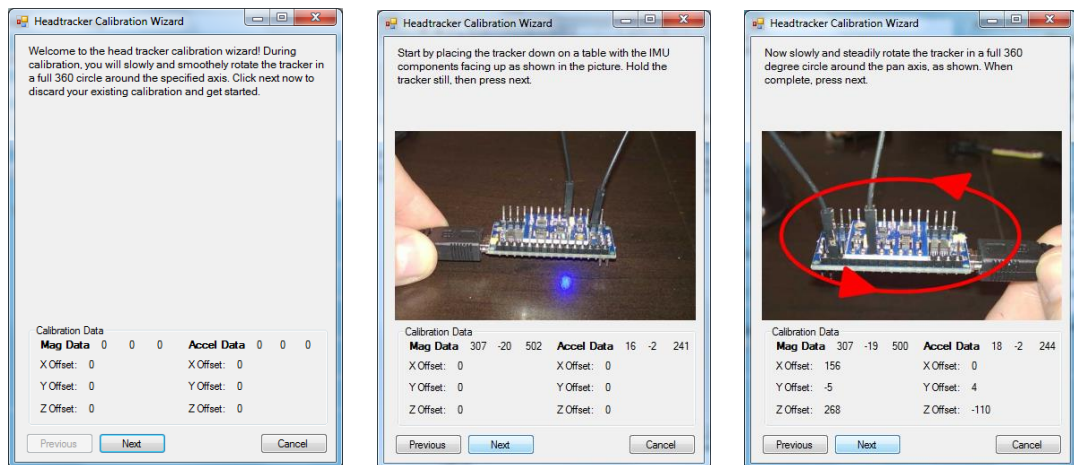 Headtracker Calibration Wizard
Welcome to the head tracker calibration wizard! During
calibration, you will slowly and smoothely rotate the tracker in
a full 360 circle around the specified axis. Click next now to
discard your existing calibration and get started.
Calibration Data
Mag Data 0 0 0 Accel Data 0 0 0
X Offset: 0 X Offset: 0
Y Offset: 0 Y Offset: 0
Z Offset: 0 Z Offset: 0
Previous Next Cancel
Headtracker Calibration Wizard
Start by placing the tracker down on a table with the IMU
components facing up as shown in the picture. Hold the
tracker still, then press next.
Calibration Data
Mag Data 307 -20 502 Accel Data 16 -2 241
X Offset: 0 X Offset: 0
Y Offset: 0 Y Offset: 0
Z Offset: 0 Z Offset: 0
Previous Next Cancel
Headtracker Calibration Wizard
Now slowly and steadily rotate the tracker in a full 360
degree circle around the pan axis, as shown. When
complete, press next.
Calibration Data
Mag Data 307 -19 500 Accel Data 18 -2 244
X Offset: 156 X Offset: 0
Y Offset: -5 Y Offset: 4
Z Offset: 268 Z Offset: -110
Previous Next Cancel